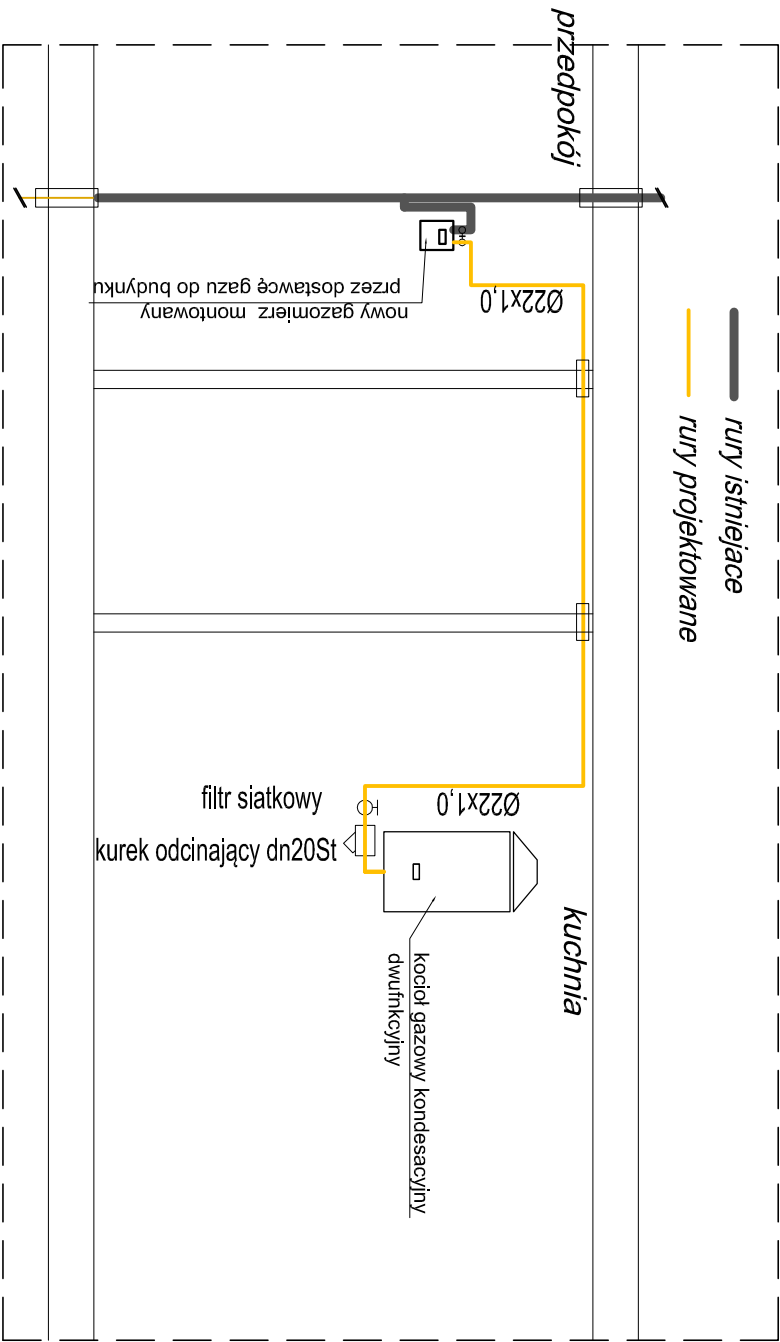 przedpokój
rury istniejace
rury projektowane
nowy gazomierz montowany
przez dostawcę gazu do budynku
Ø22x1,0
Ø22x1,0
filtr siatkowy
kurek odcinający dn20St
kuchnia
kocioł gazowy kondesacyjny
dwufnkcyjny